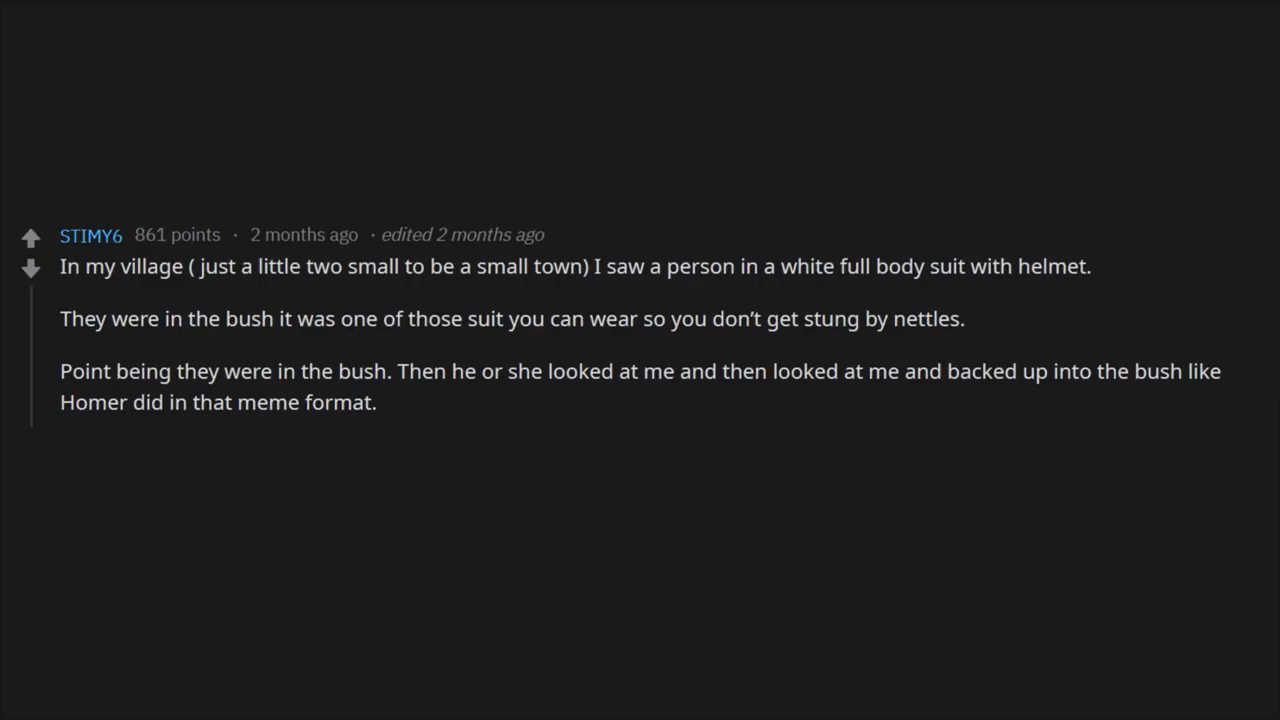 STIMY6 861 points · 2 months ago · edited 2 months ago
In my village ( just a little two small to be a small town) I saw a person in a white full body suit with helmet.
They were in the bush it was one of those suit you can wear so you don’t get stung by nettles.
Point being they were in the bush. Then he or she looked at me and then looked at me and backed up into the bush like
Homer did in that meme format.